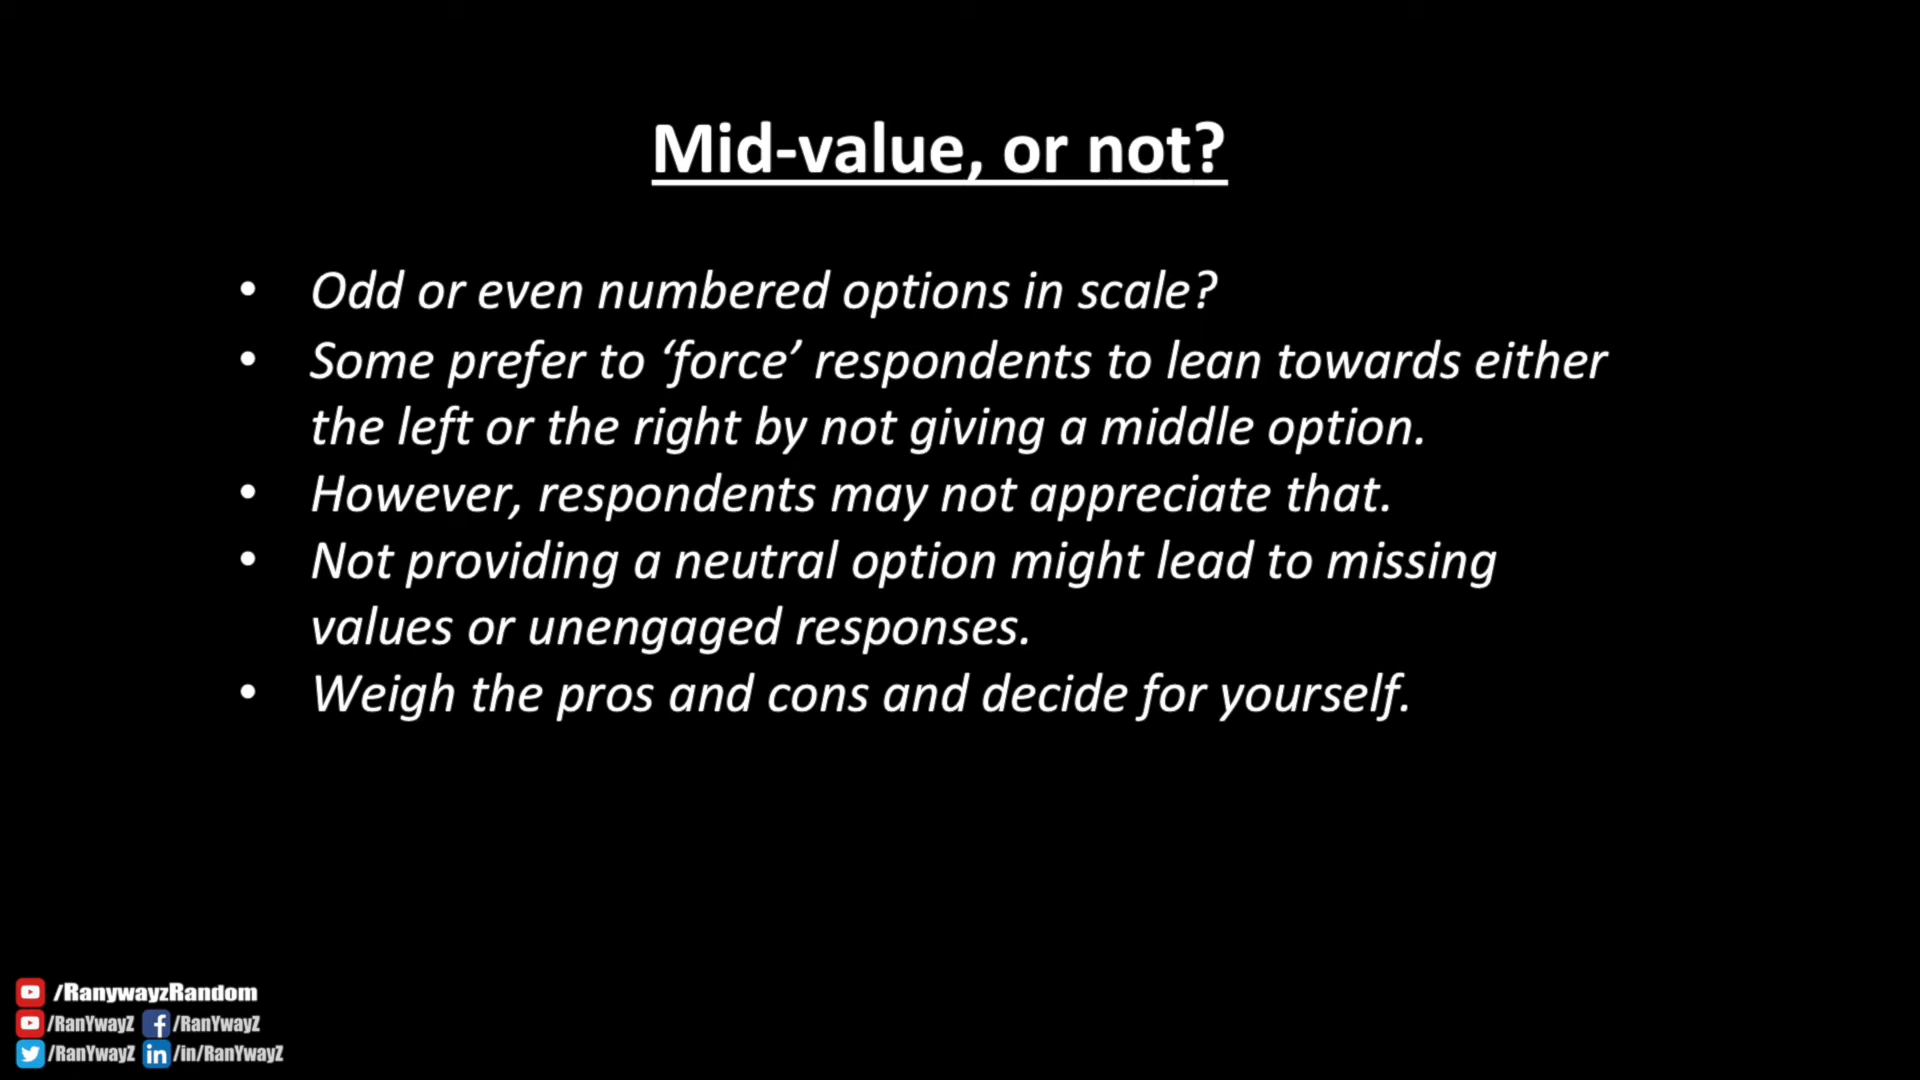 Mid-value, or not?
• Odd or even numbered options in scale?
• Some prefer to ‘force’ respondents to lean towards either
the left or the right by not giving a middle option.
• However, respondents may not appreciate that.
• Not providing a neutral option might lead to missing
values or unengaged responses.
• Weigh the pros and cons and decide for yourself.
/RanywayzRandom
/RanYwayZ /RanYwayZ
/RanYwayZ /in/RanYwayZ